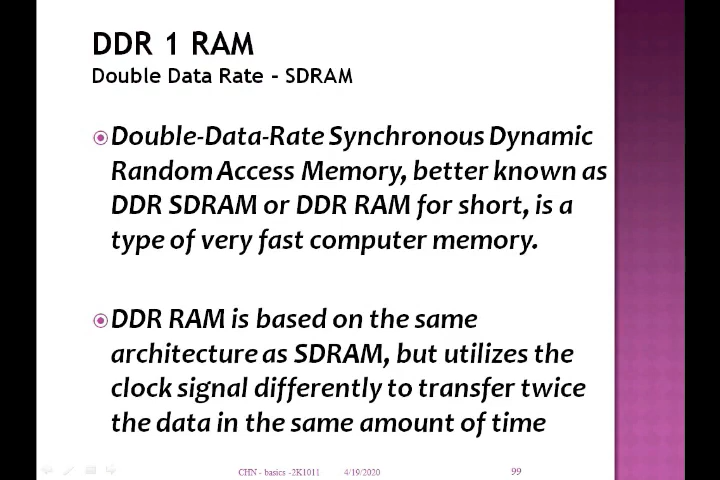 DDR 1 RAM
Double Data Rate - SDRAM
Double-Data-Rate Synchronous Dynamic
Random Access Memory, better known as
DDR SDRAM or DDR RAM for short, is a
type of very fast computer memory.
DDR RAM is based on the same
architecture as SDRAM, but utilizes the
clock signal differently to transfer twice
the data in the same amount of time
CHN - basics -2K1011 4/19/2020 99